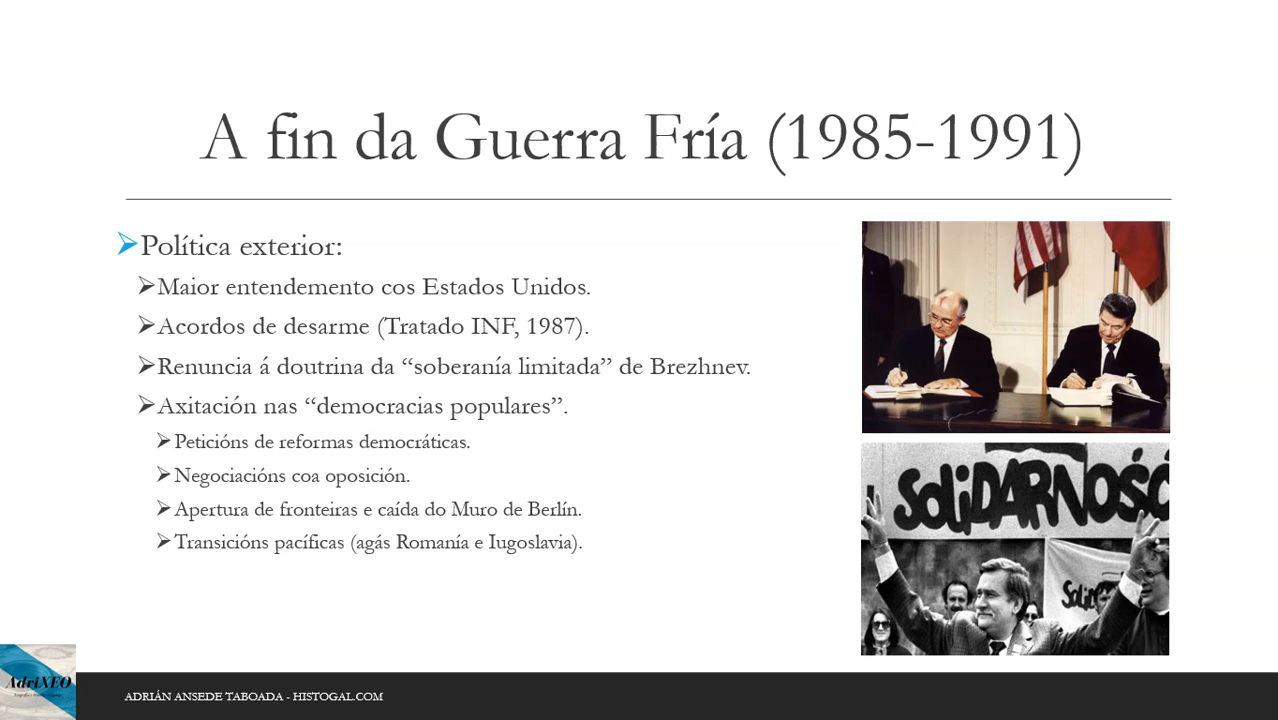 A fin da Guerra Fría (1985-1991)
Política exterior:
Maior entendemento cos Estados Unidos.
Acordos de desarme (Tratado INF, 1987).
Renuncia á doutrina da “soberanía limitada” de Brezhnev.
Axitación nas “democracias populares”.
Peticións de reformas democráticas.
Negociacións coa oposición.
Apertura de fronteiras e caída do Muro de Berlín.
Transicións pacíficas (agás Romanía e Iugoslavia).
SOLIDARNOŚĆ
AdriXEO
ADRIÁN ANSEDE TABOADA - HISTOGAL.COM